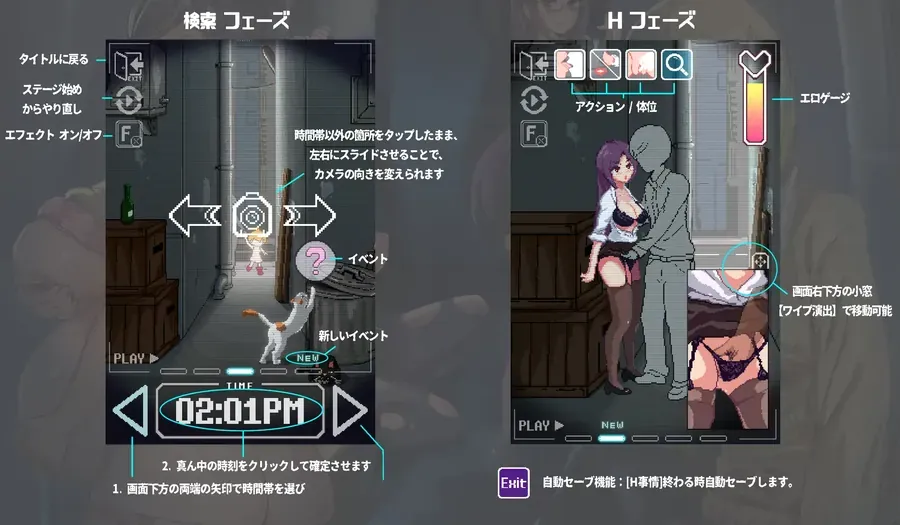 検索 フェーズ
タイトルに戻る
EXIT
ステージ始め
からやり直し
エフェクト オン/オフ
F
時間帯以外の箇所をタップしたまま、
左右にスライドさせることで、
カメラの向きを変えられます
?
イベント
新しいイベント
NEW
PLAY
TIME
02:01PM
2. 真ん中の時刻をクリックして確定させます
1. 画面下方の両端の矢印で時間帯を選び
H フェーズ
EXIT
F
アクション / 体位
エロゲージ
画面右下方の小窓
【ワイプ演出】で移動可能
PLAY
NEW
Exit
自動セーブ機能：[H事情]終わる時自動セーブします。